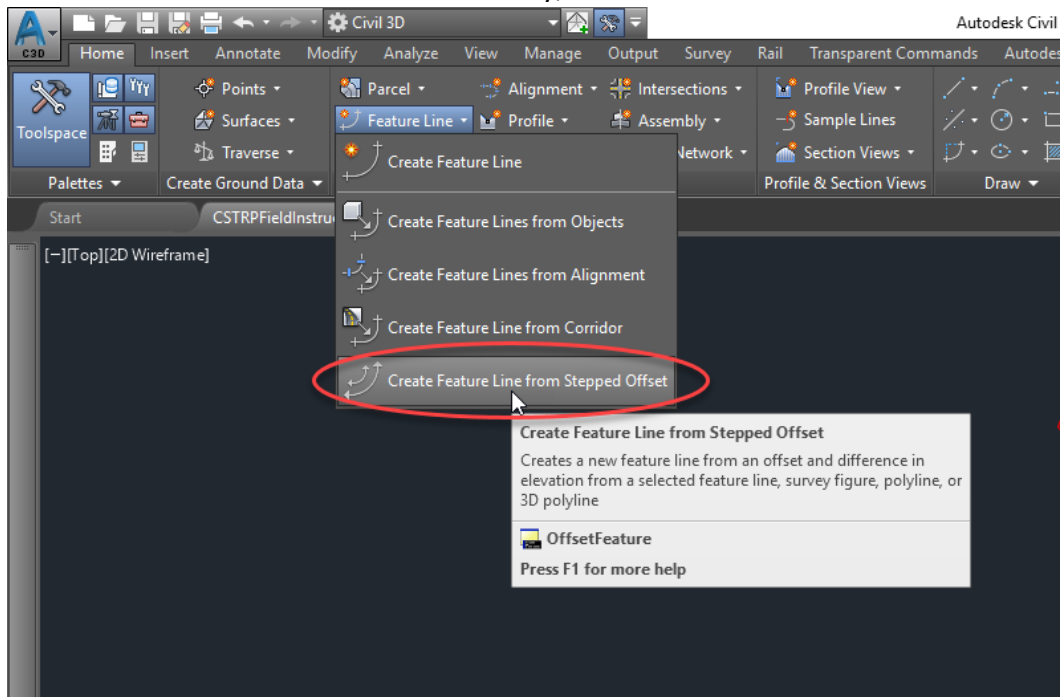 Civil 3D
Autodesk Civil
C3D
Home Insert Annotate Modify Analyze View Manage Output Survey Rail Transparent Commands Autodes
Toolspace
Points
Parcel
Alignment
Intersections
Profile View
Surfaces
Feature Line
Profile
Assembly
Sample Lines
Traverse
Network
Section Views
Palettes
Create Ground Data
Profile & Section Views
Draw
Create Feature Line
Create Feature Lines from Objects
Create Feature Lines from Alignment
Create Feature Line from Corridor
Create Feature Line from Stepped Offset
Start
CSTRPFieldInstru
[−][Top][2D Wireframe]
Create Feature Line from Stepped Offset
Creates a new feature line from an offset and difference in
elevation from a selected feature line, survey figure, polyline, or
3D polyline
OffsetFeature
Press F1 for more help